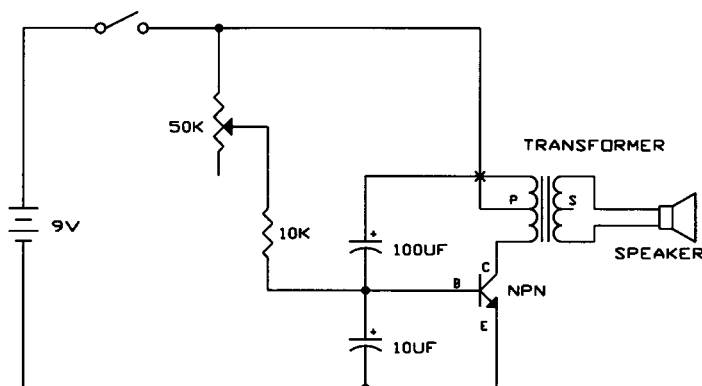 50K
TRANSFORMER
P
S
9V
10K
+
100UF
SPEAKER
C
B
NPN
E
+
10UF